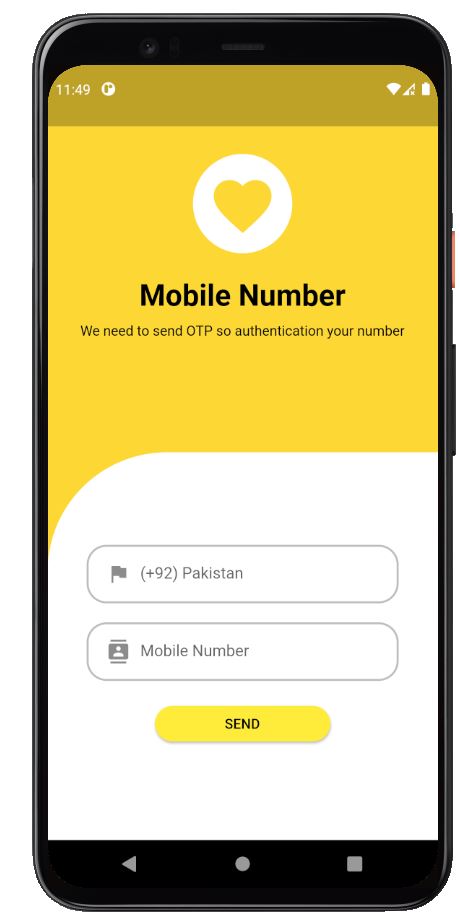 11:49
Mobile Number
We need to send OTP so authentication your number
(+92) Pakistan
Mobile Number
SEND